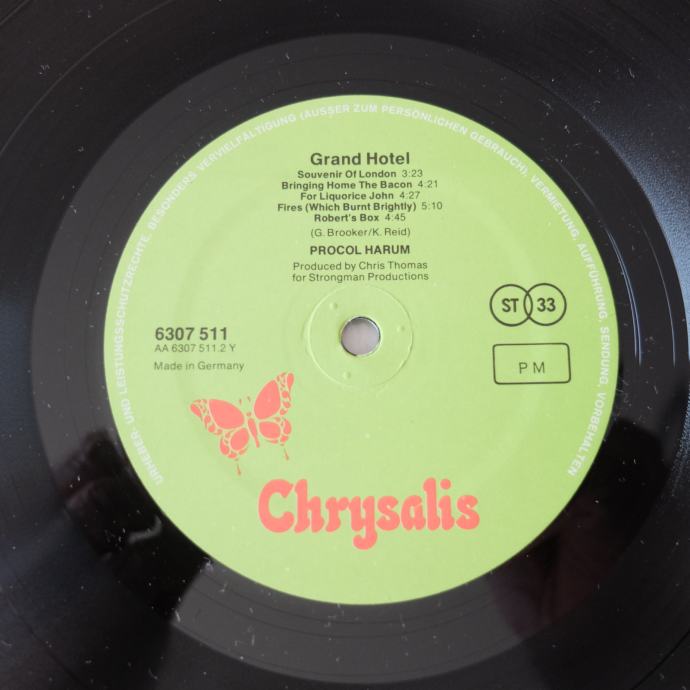 URHEBER- UND LEISTUNGSSCHUTZRECHTE, BESONDERS VERVIELFÄLTIGUNG (AUSSER ZUM PERSÖNLICHEN GEBRAUCH), VERMIETUNG, AUFFÜHRUNG, SENDUNG, VORBEHALTEN
Grand Hotel
Souvenir Of London 3:23
Bringing Home The Bacon 4:21
For Liquorice John 4:27
Fires (Which Burnt Brightly) 5:10
Robert's Box 4:45
(G. Brooker/K. Reid)
PROCOL HARUM
Produced by Chris Thomas
for Strongman Productions
ST 33
6307 511
AA 6307 511.2 Y
Made in Germany
P M
Chrysalis